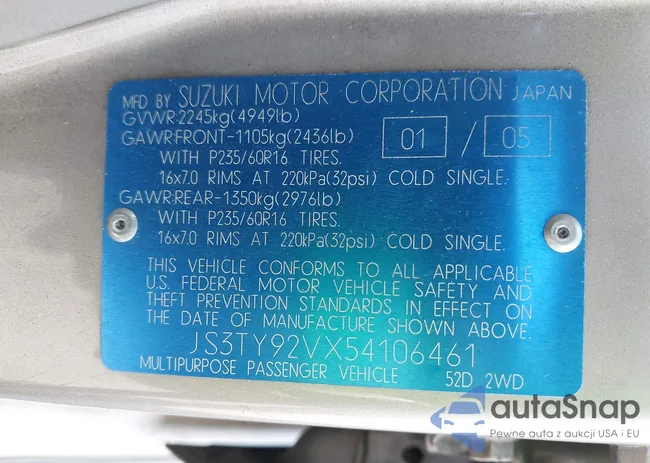 MFD BY SUZUKI MOTOR CORPORATION JAPAN
GVWR:2245kg(4949lb)
GAWR:FRONT-1105kg(2436lb) 01 / 05
WITH P235/60R16 TIRES.
16x7.0 RIMS AT 220kPa(32psi) COLD SINGLE.
GAWR:REAR-1350kg(2976lb)
WITH P235/60R16 TIRES.
16x7.0 RIMS AT 220kPa(32psi) COLD SINGLE.
THIS VEHICLE CONFORMS TO ALL APPLICABLE
U.S. FEDERAL MOTOR VEHICLE SAFETY AND
THEFT PREVENTION STANDARDS IN EFFECT ON
THE DATE OF MANUFACTURE SHOWN ABOVE.
JS3TY92VX54106461
MULTIPURPOSE PASSENGER VEHICLE 52D 2WD
autaSnap
Pewne auta z aukcji USA i EU